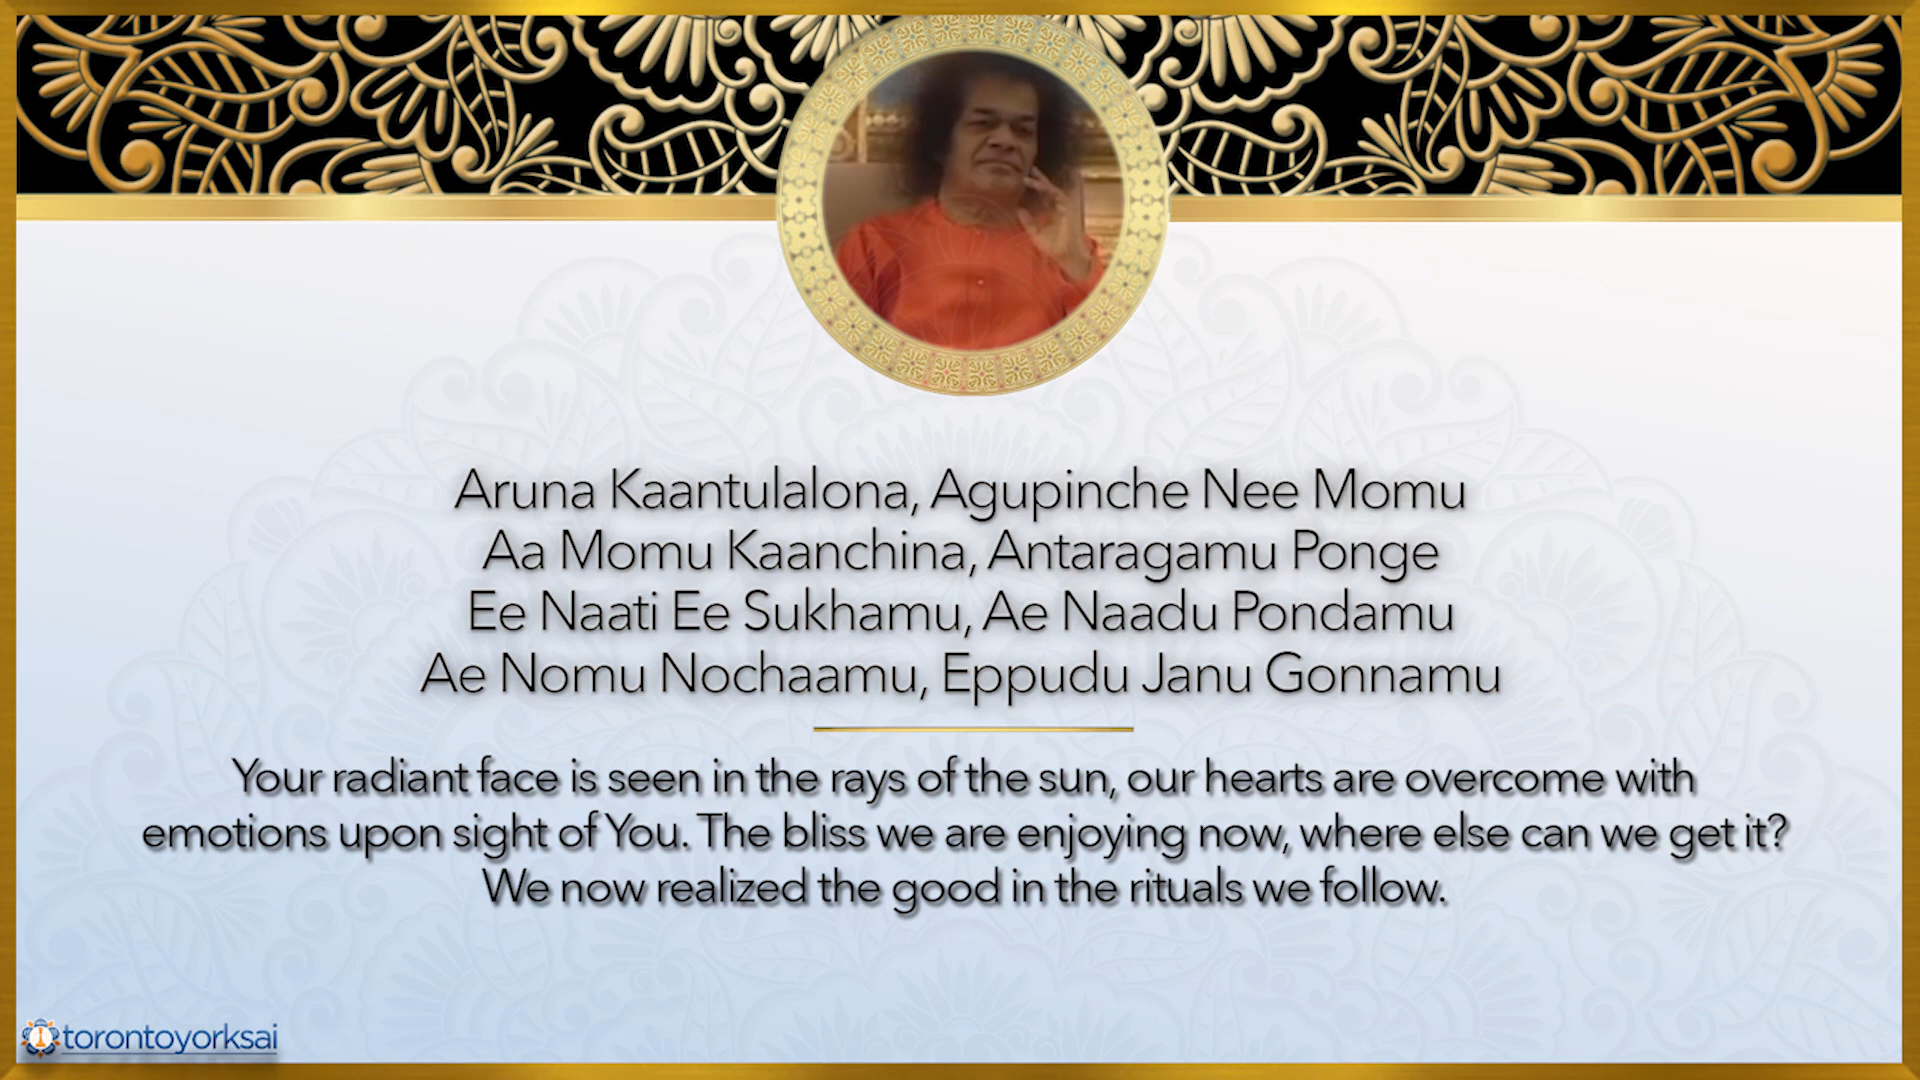 Aruna Kaantulalona, Agupinche Nee Momu
Aa Momu Kaanchina, Antaragamu Ponge
Ee Naati Ee Sukhamu, Ae Naadu Pondamu
Ae Nomu Nochaamu, Eppudu Janu Gonnamu
Your radiant face is seen in the rays of the sun, our hearts are overcome with
emotions upon sight of You. The bliss we are enjoying now, where else can we get it?
We now realized the good in the rituals we follow.
torontoyorksai